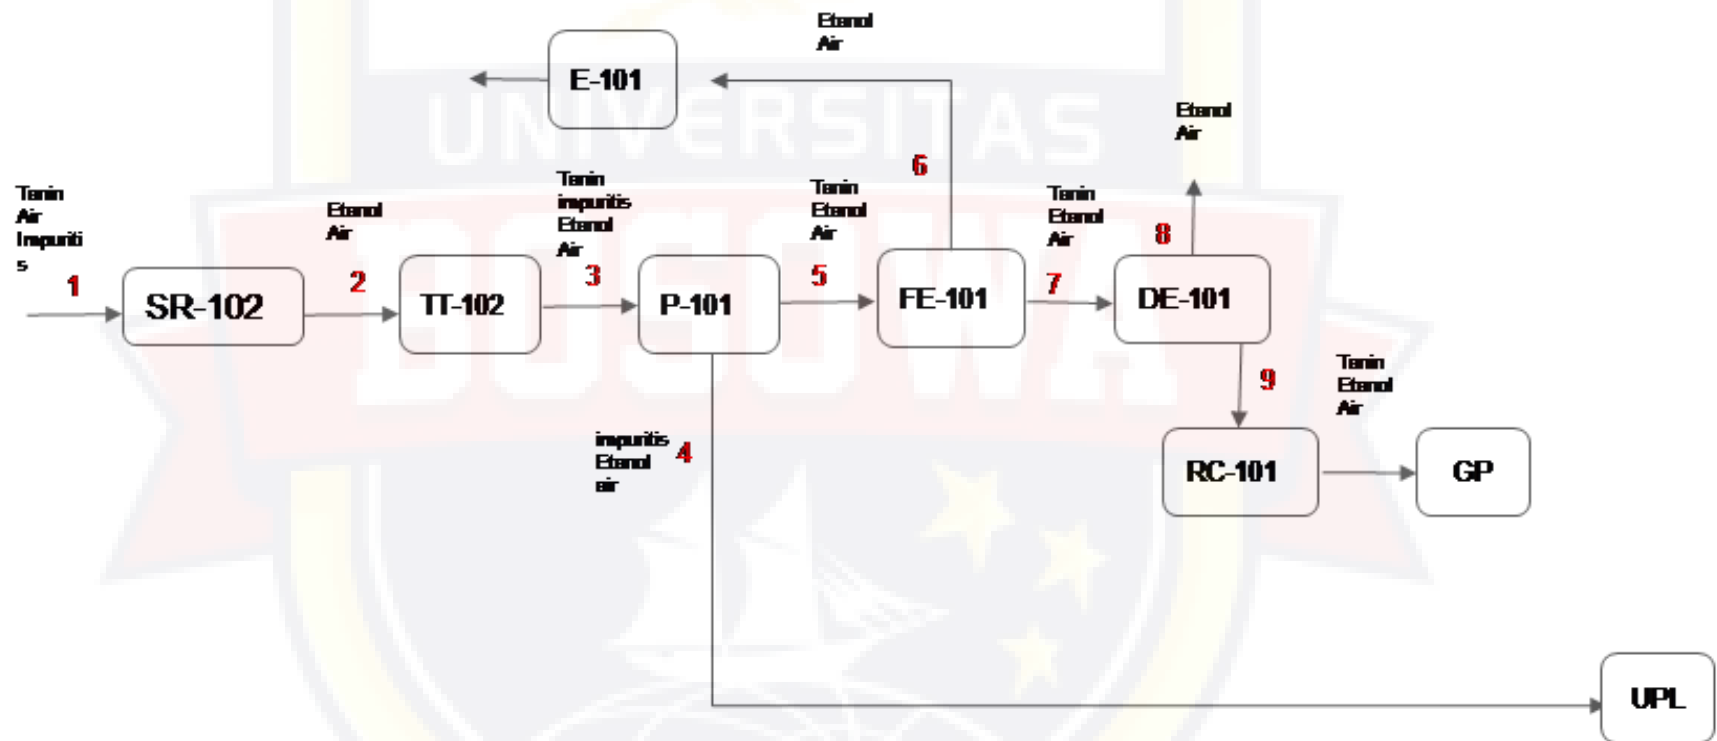 Etanol
Air
E-101
Etanol
Air
UNIVERSITAS
6
Tanin
Air
Impuriti
s
1
Etanol
Air
2
Tanin
impuritis
Etanol
Air
3
Tanin
Etanol
Air
5
Tanin
Etanol
Air
7
8
SR-102
TT-102
P-101
FE-101
DE-101
BOSOWA
9
Tanin
Etanol
Air
impuritis
Etanol
air
4
RC-101
GP
UPL